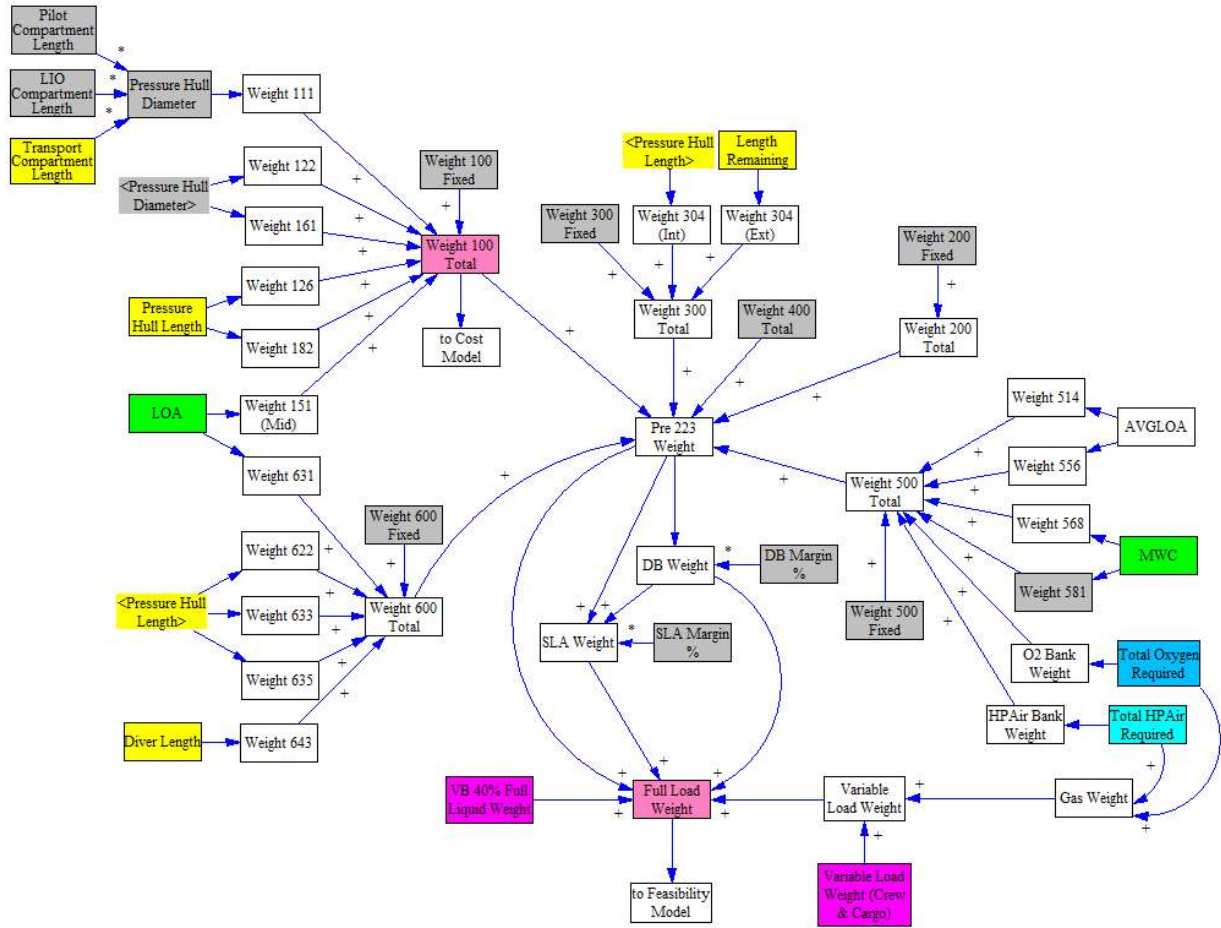 Pilot
Compartment
Length
*
LIO
Compartment
Length
*
*
Pressure Hull
Diameter
Weight 111
Transport
Compartment
Length
<Pressure Hull
Diameter>
Weight 122
Weight 161
+
+
+
Weight 100
Fixed
+
Weight 100
Total
Pressure
Hull Length
Weight 126
Weight 182
+
+
+
to Cost
Model
+
LOA
Weight 151
(Mid)
Weight 631
<Pressure Hull
Length>
Length
Remaining
Weight 300
Fixed
Weight 304
(Int)
Weight 304
(Ext)
+
+
+
Weight 300
Total
Weight 400
Total
Weight 200
Fixed
+
Weight 200
Total
+
+
+
Pre 223
Weight
+
+
Weight 514
AVGLOA
Weight 556
Weight 500
Total
+
+
+
+
Weight 568
MWC
Weight 581
Weight 500
Fixed
+
+
+
O2 Bank
Weight
Total Oxygen
Required
HPAir Bank
Weight
Total HPAir
Required
Weight 600
Fixed
+
+
Weight 622
<Pressure Hull
Length>
Weight 633
Weight 635
+
+
+
+
Weight 600
Total
Diver Length
Weight 643
DB Weight
*
DB Margin
%
+
+
SLA Weight
*
SLA Margin
%
VB 40% Full
Liquid Weight
+
+
+
+
+
Full Load
Weight
Variable
Load Weight
+
Gas Weight
+
+
+
to Feasibility
Model
Variable Load
Weight (Crew
& Cargo)